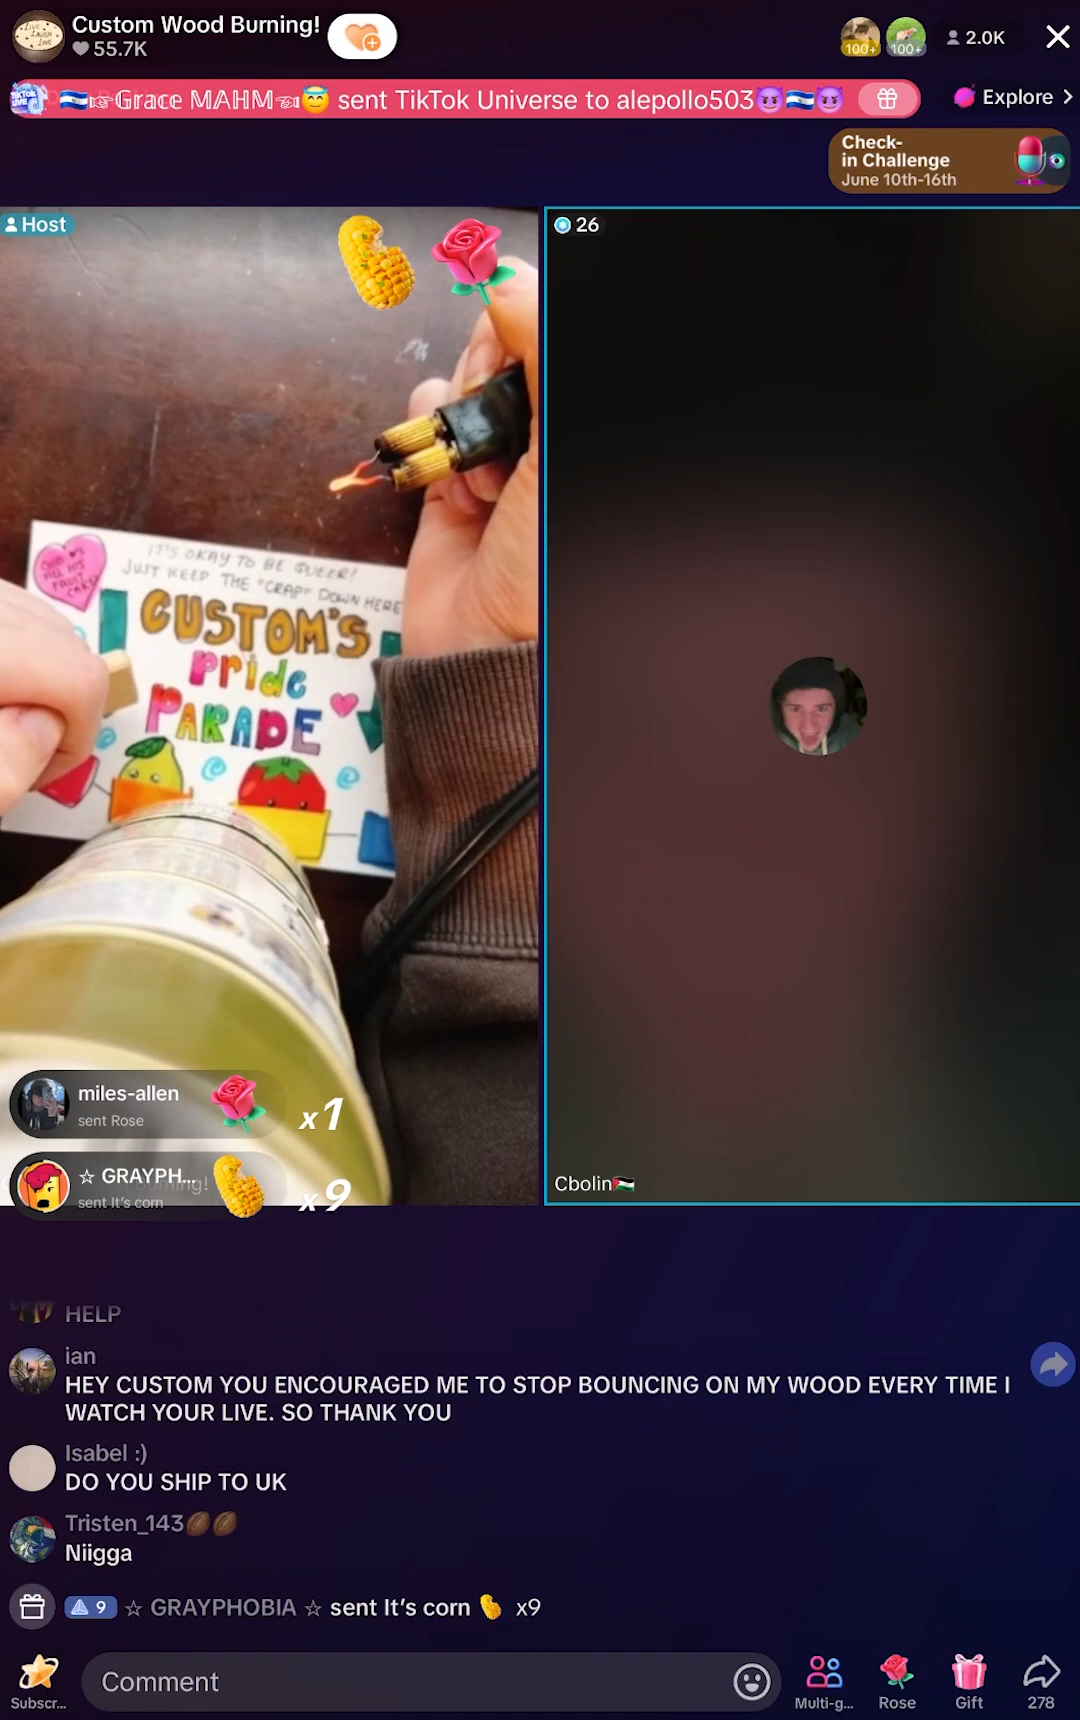 Custom Wood Burning!
55.7K
100+
100+
2.0K
👉Grace MAHM👈😇 sent TikTok Universe to alepollo503😈🇸🇻😈
Explore >
Check-
in Challenge
June 10th-16th
Host
26
IT'S OKAY TO BE QUEER!
JUST KEEP THE "CRAP" DOWN HERE
CUSTOM'S
PRIDE
PARADE
miles-allen
sent Rose
x1
☆ GRAYPH...
sent It's corn
x9
Cbolin🇵🇸
HELP
ian
HEY CUSTOM YOU ENCOURAGED ME TO STOP BOUNCING ON MY WOOD EVERY TIME I
WATCH YOUR LIVE. SO THANK YOU
Isabel :)
DO YOU SHIP TO UK
Tristen_143
Niigga
9 ☆ GRAYPHOBIA ☆ sent It's corn x9
Comment
Subscr...
Multi-g...
Rose
Gift
278